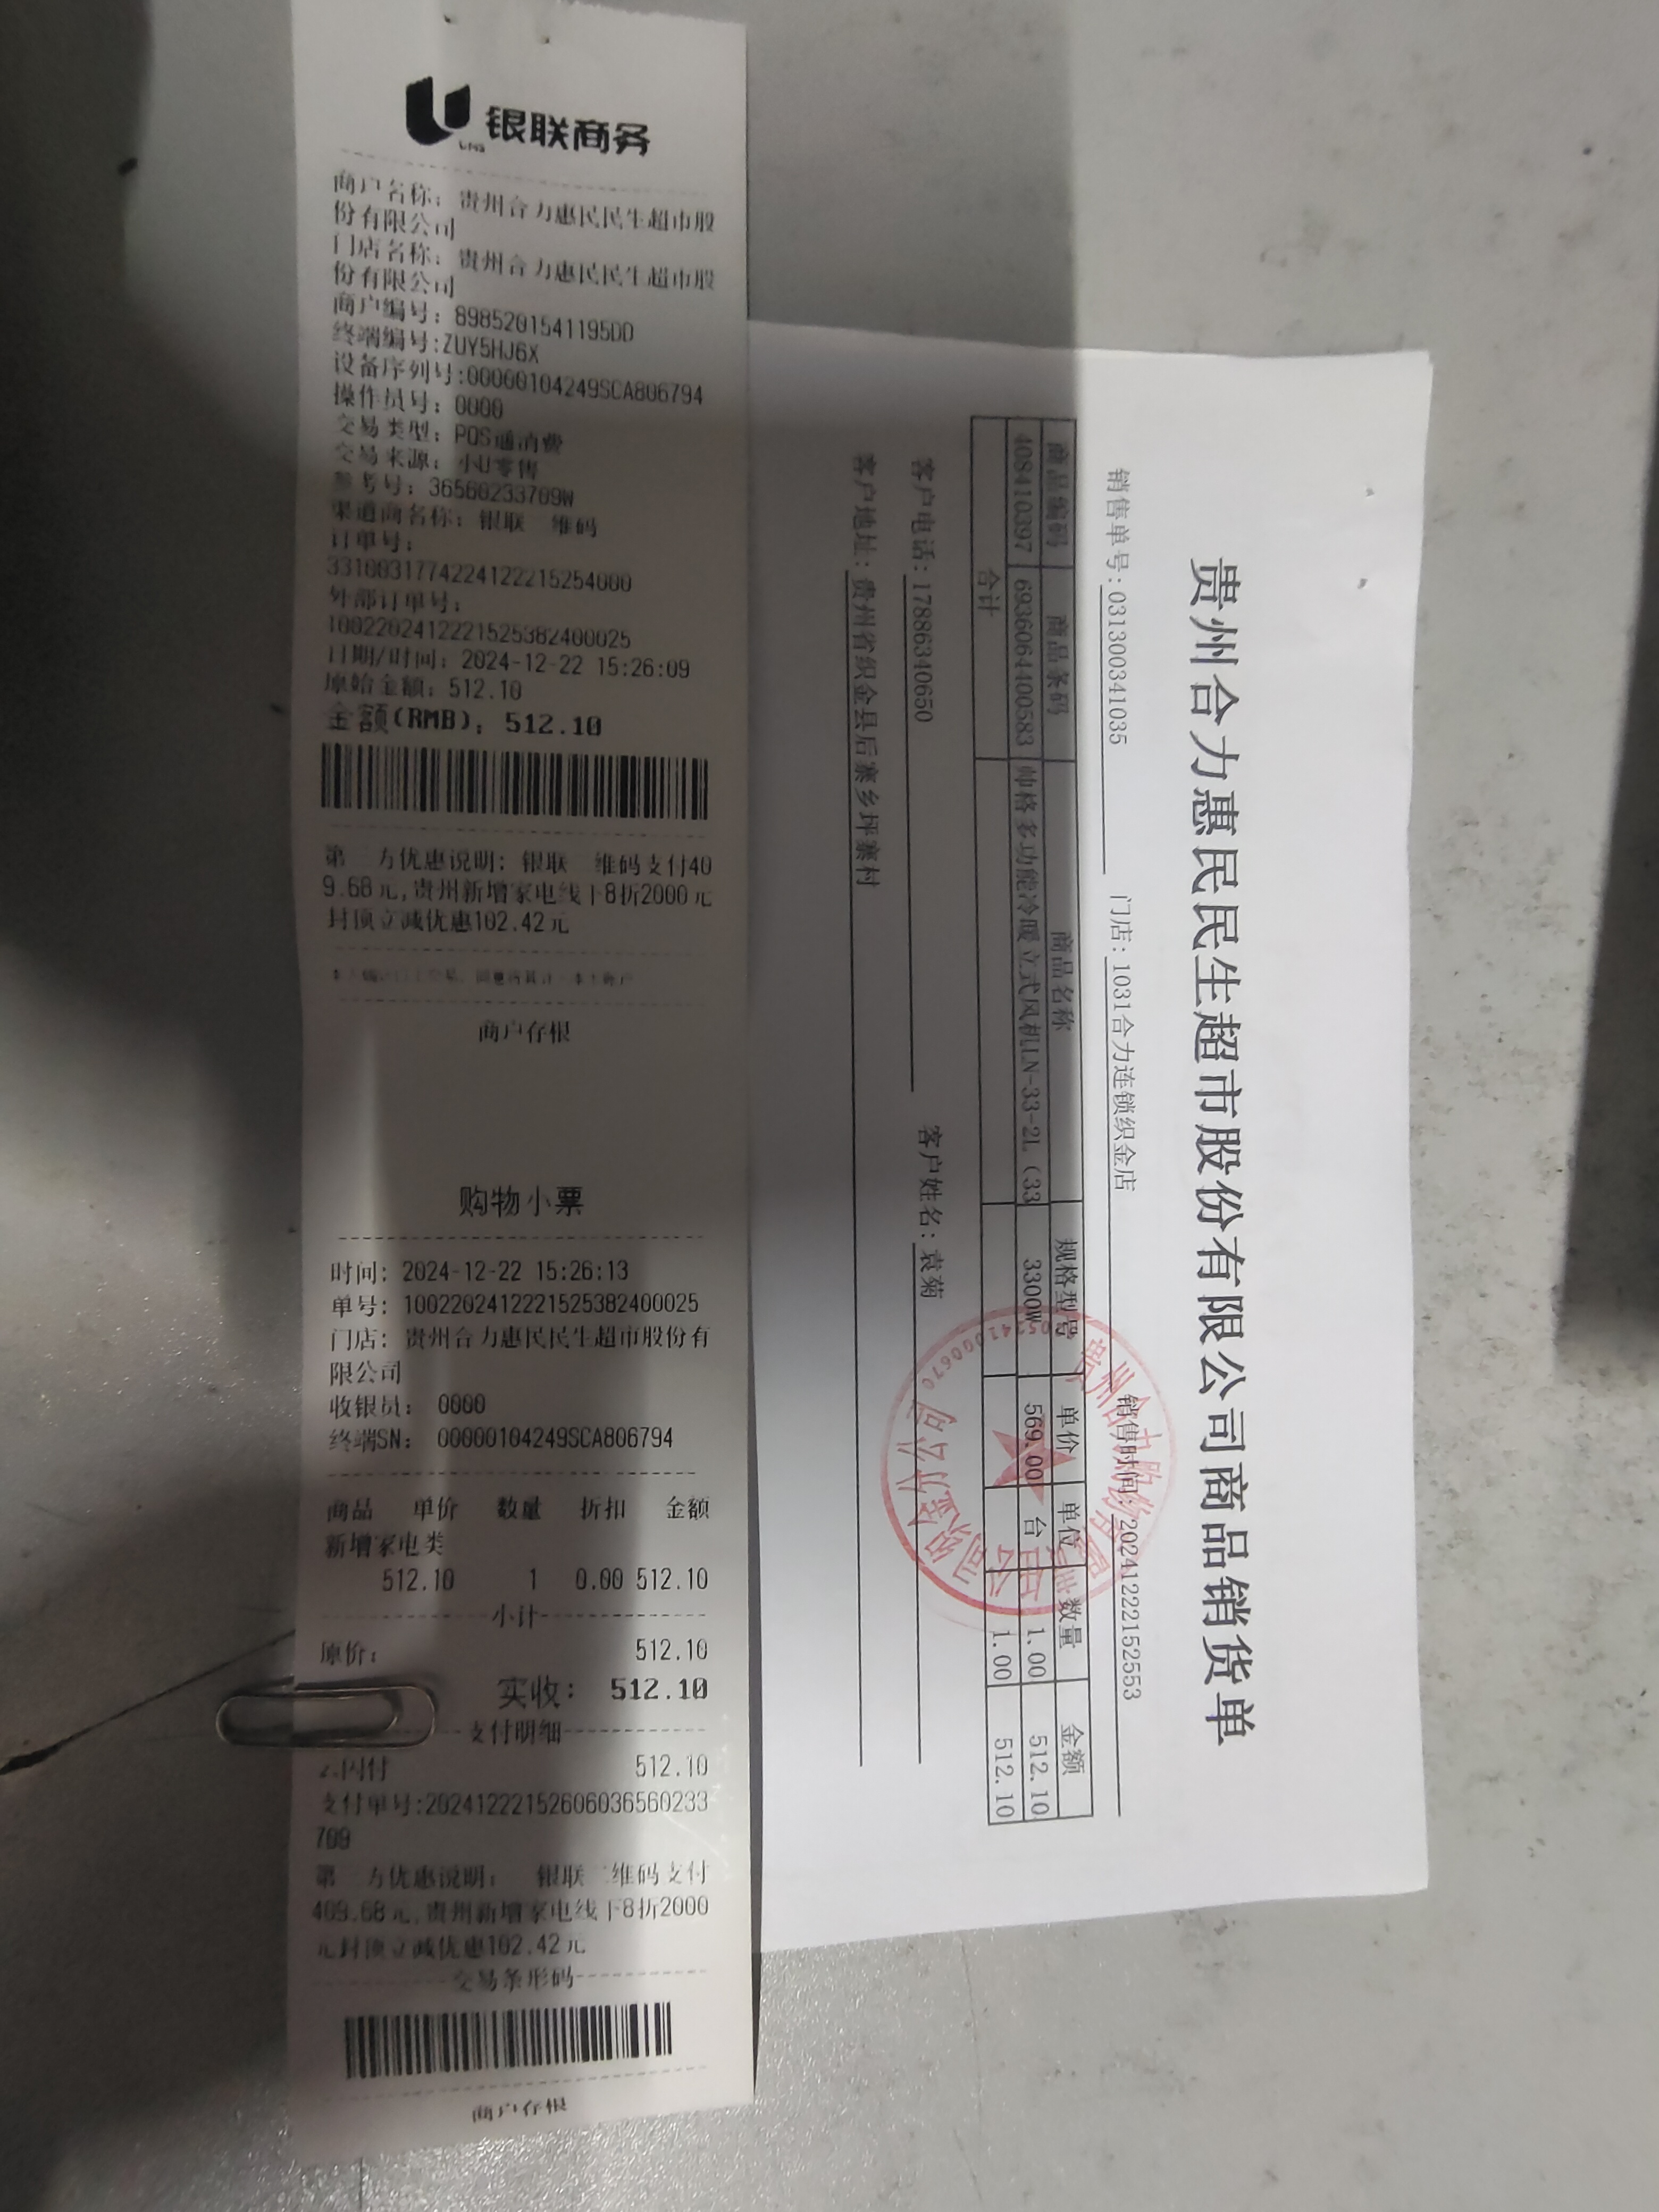 银联商务
商户名称: 贵州合力惠民民生超市股
份有限公司
门店名称: 贵州合力惠民民生超市股
份有限公司
商户编号: 8985201541195DD
终端编号:ZUY5HJ6X
设备序列号:00000104249SCA806794
操作员号: 0000
交易类型: POS通消费
交易来源: 小U零售
参考号: 36560233709W
渠道商名称: 银联二维码
订单号:
33100317742241222215254000
外部订单号:
1002202412221525382400025
日期/时间: 2024-12-22 15:26:09
原始金额: 512.10
金额(RMB): 512.10
第三方优惠说明: 银联二维码支付40
9.68元,贵州新增家电线下8折2000元
封顶立减优惠102.42元
商户存根
购物小票
时间: 2024-12-22 15:26:13
单号: 1002202412221525382400025
门店: 贵州合力惠民民生超市股份有
限公司
收银员: 0000
终端SN: 00000104249SCA806794
商品 单价 数量 折扣 金额
新增家电类
512.10 1 0.00 512.10
小计
原价: 512.10
实收: 512.10
支付明细
云闪付 512.10
支付单号:20241222152606036560233
709
第三方优惠说明: 银联二维码支付
409.68元,贵州新增家电线下8折2000
元封顶立减优惠102.42元
交易条形码
商户存根
贵州合力惠民民生超市股份有限公司商品销货单
销售单号:0313003410​35 门店:1031合力连锁织金店 销售时间:20241222152553
商品编码 商品条码 商品名称 规格型号 单价 单位 数量 金额
408410397 6936064400583 帅格多功能冷暖立式风机LN-33-2L（33 3300W 569.00 台 1.00 512.10
合计 1.00 512.10
客户电话:17886340650 客户姓名:袁菊
客户地址:贵州省织金县后寨乡坪寨村